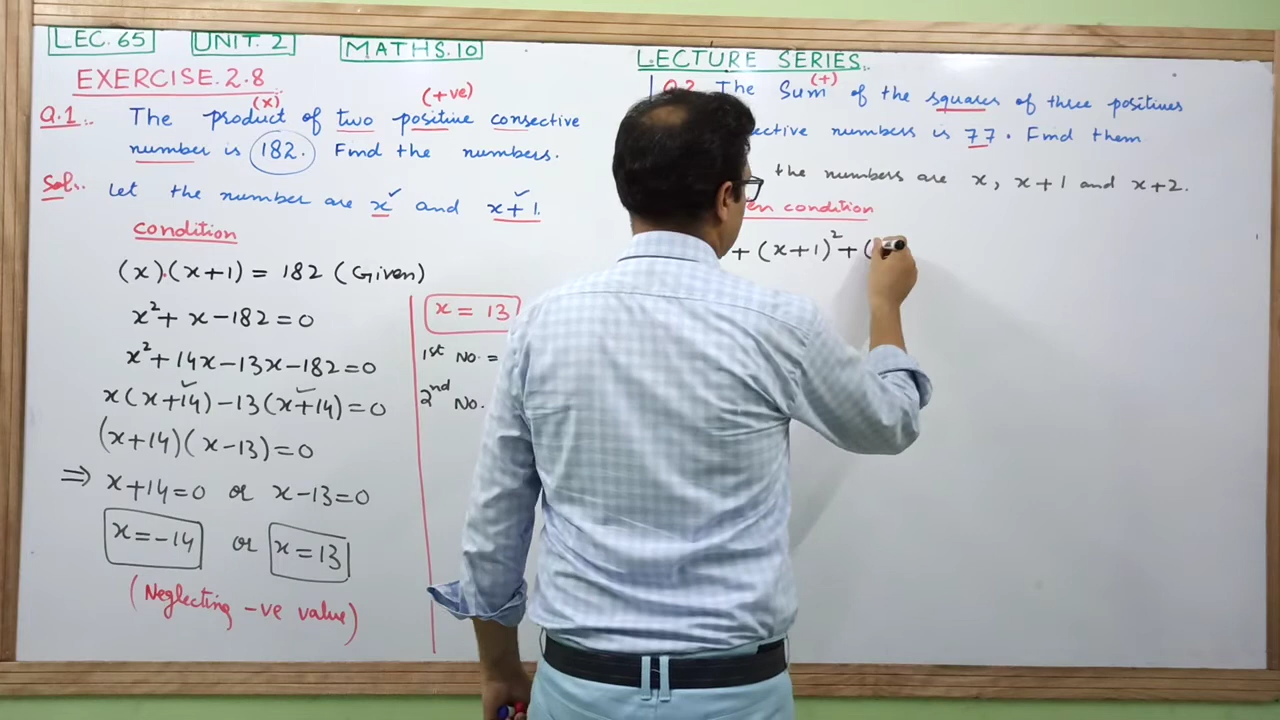 LEC. 65 UNIT. 2 MATHS. 10
EXERCISE. 2.8
(x) (+ve)
Q.1:. The product of two positive consective
number is 182. Find the numbers.
Sol:. Let the number are x and x+1.
condition
(x).(x+1) = 182 (Given)
x²+ x-182=0
x²+14x-13x-182=0
x(x+14)-13(x+14)=0
(x+14)(x-13)=0
⇒ x+14=0 or x-13=0
x=-14 or x=13
(Neglecting -ve value)
x = 13
1st No. =
2nd No.
LECTURE SERIES.
(+)
Q.2 The Sum of the squares of three positives
ective numbers is 77. Find them
the numbers are x, x+1 and x+2.
en condition
+ (x+1)²+(